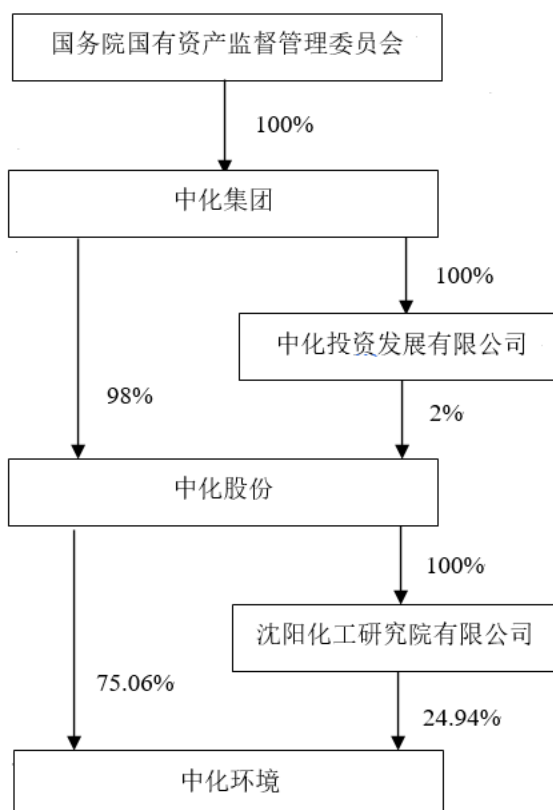 国务院国有资产监督管理委员会
100%
中化集团
100%
中化投资发展有限公司
98%
2%
中化股份
100%
沈阳化工研究院有限公司
75.06%
24.94%
中化环境